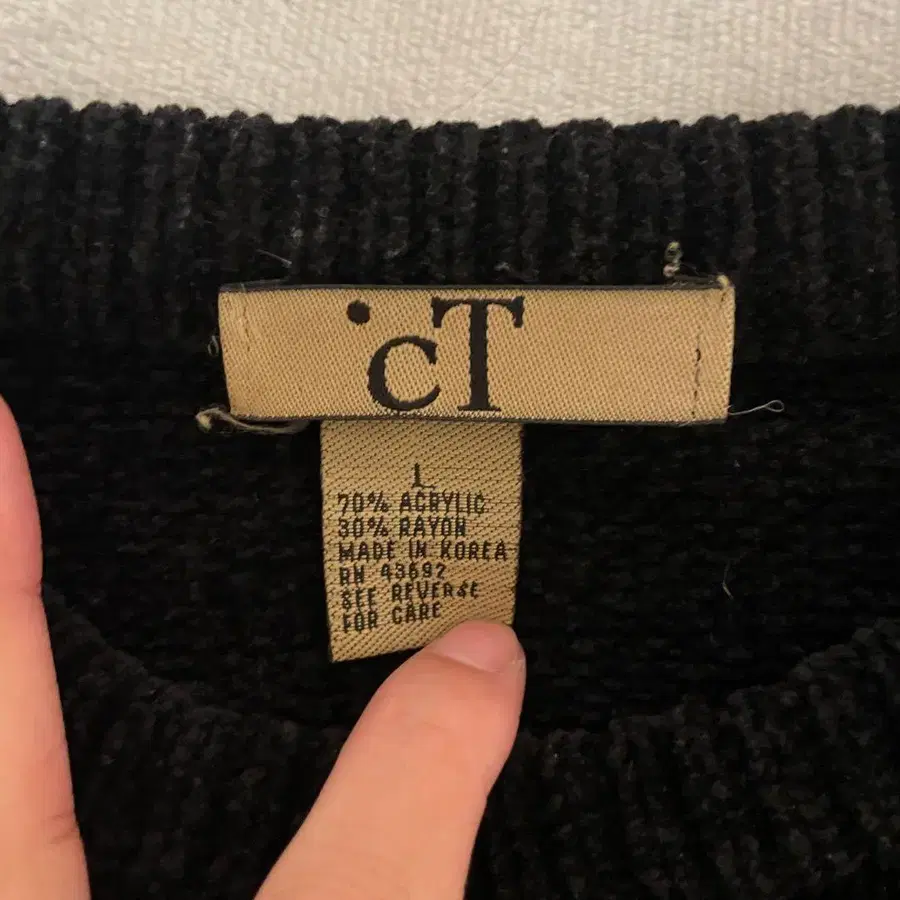 cT
L
70% ACRYLIC
30% RAYON
MADE IN KOREA
RN 43692
SEE REVERSE
FOR CARE